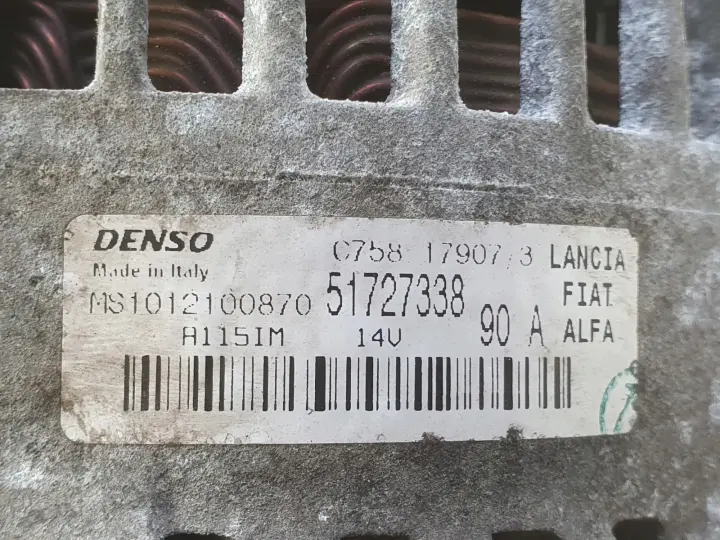 DENSO C758 17907/3 LANCIA
Made in Italy
MS1012100870 51727338 FIAT
A115IM 14V 90 A ALFA